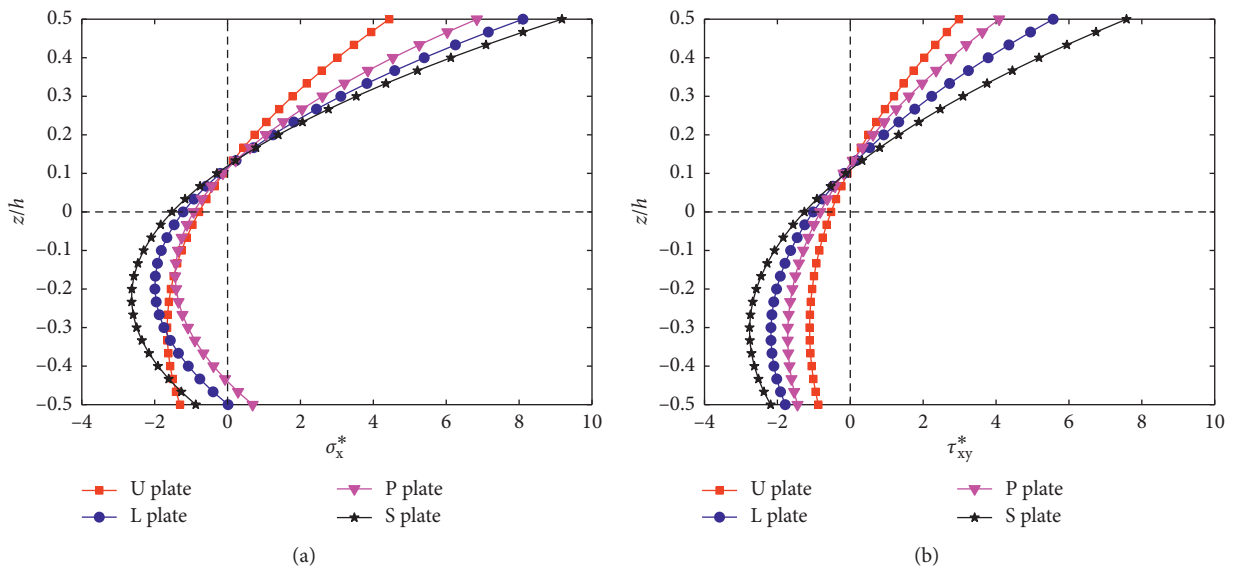 0.5
0.4
0.3
0.2
0.1
0
–0.1
–0.2
–0.3
–0.4
–0.5
z/h
–4 –2 0 2 4 6 8 10
σ*x
U plate
L plate
P plate
S plate
(a)
0.5
0.4
0.3
0.2
0.1
0
–0.1
–0.2
–0.3
–0.4
–0.5
z/h
–4 –2 0 2 4 6 8 10
τ*xy
U plate
L plate
P plate
S plate
(b)